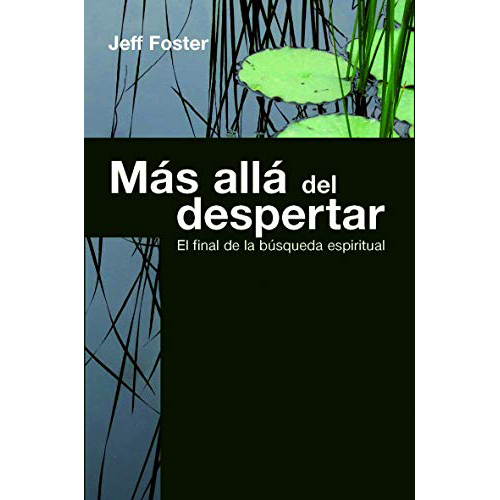 Jeff Foster
Más allá del
despertar
El final de la búsqueda espiritual